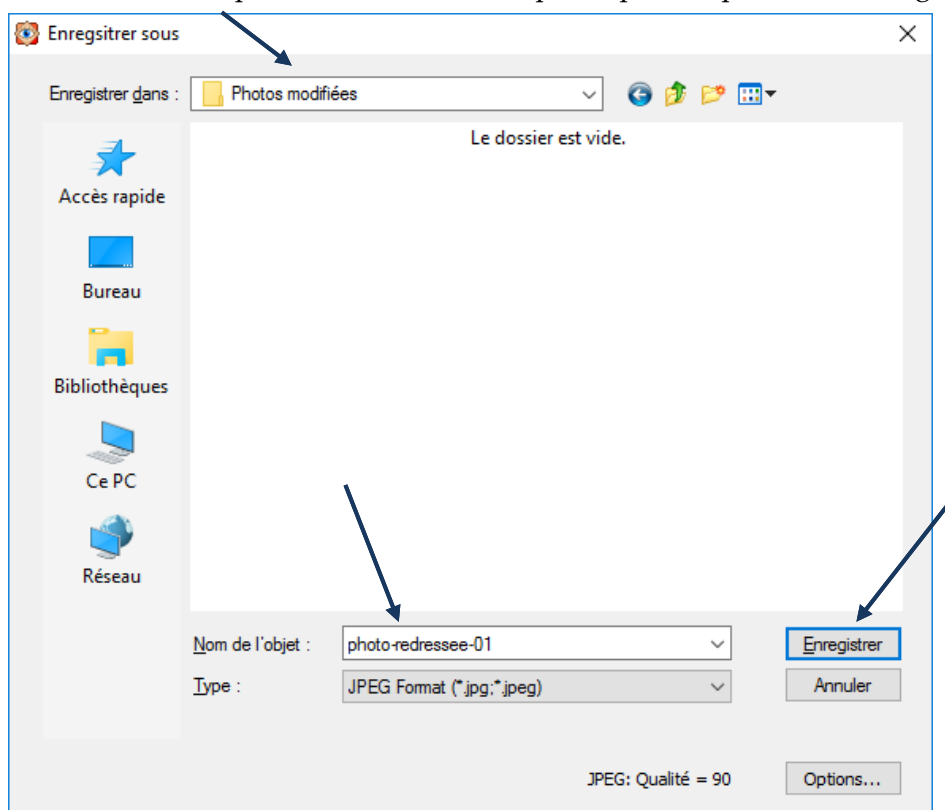 Enregsitrer sous
Enregistrer dans :
Photos modifiées
Le dossier est vide.
Accès rapide
Bureau
Bibliothèques
Ce PC
Réseau
Nom de l'objet :
photo-redressee-01
Enregistrer
Type :
JPEG Format (*.jpg;*.jpeg)
Annuler
JPEG: Qualité = 90
Options...